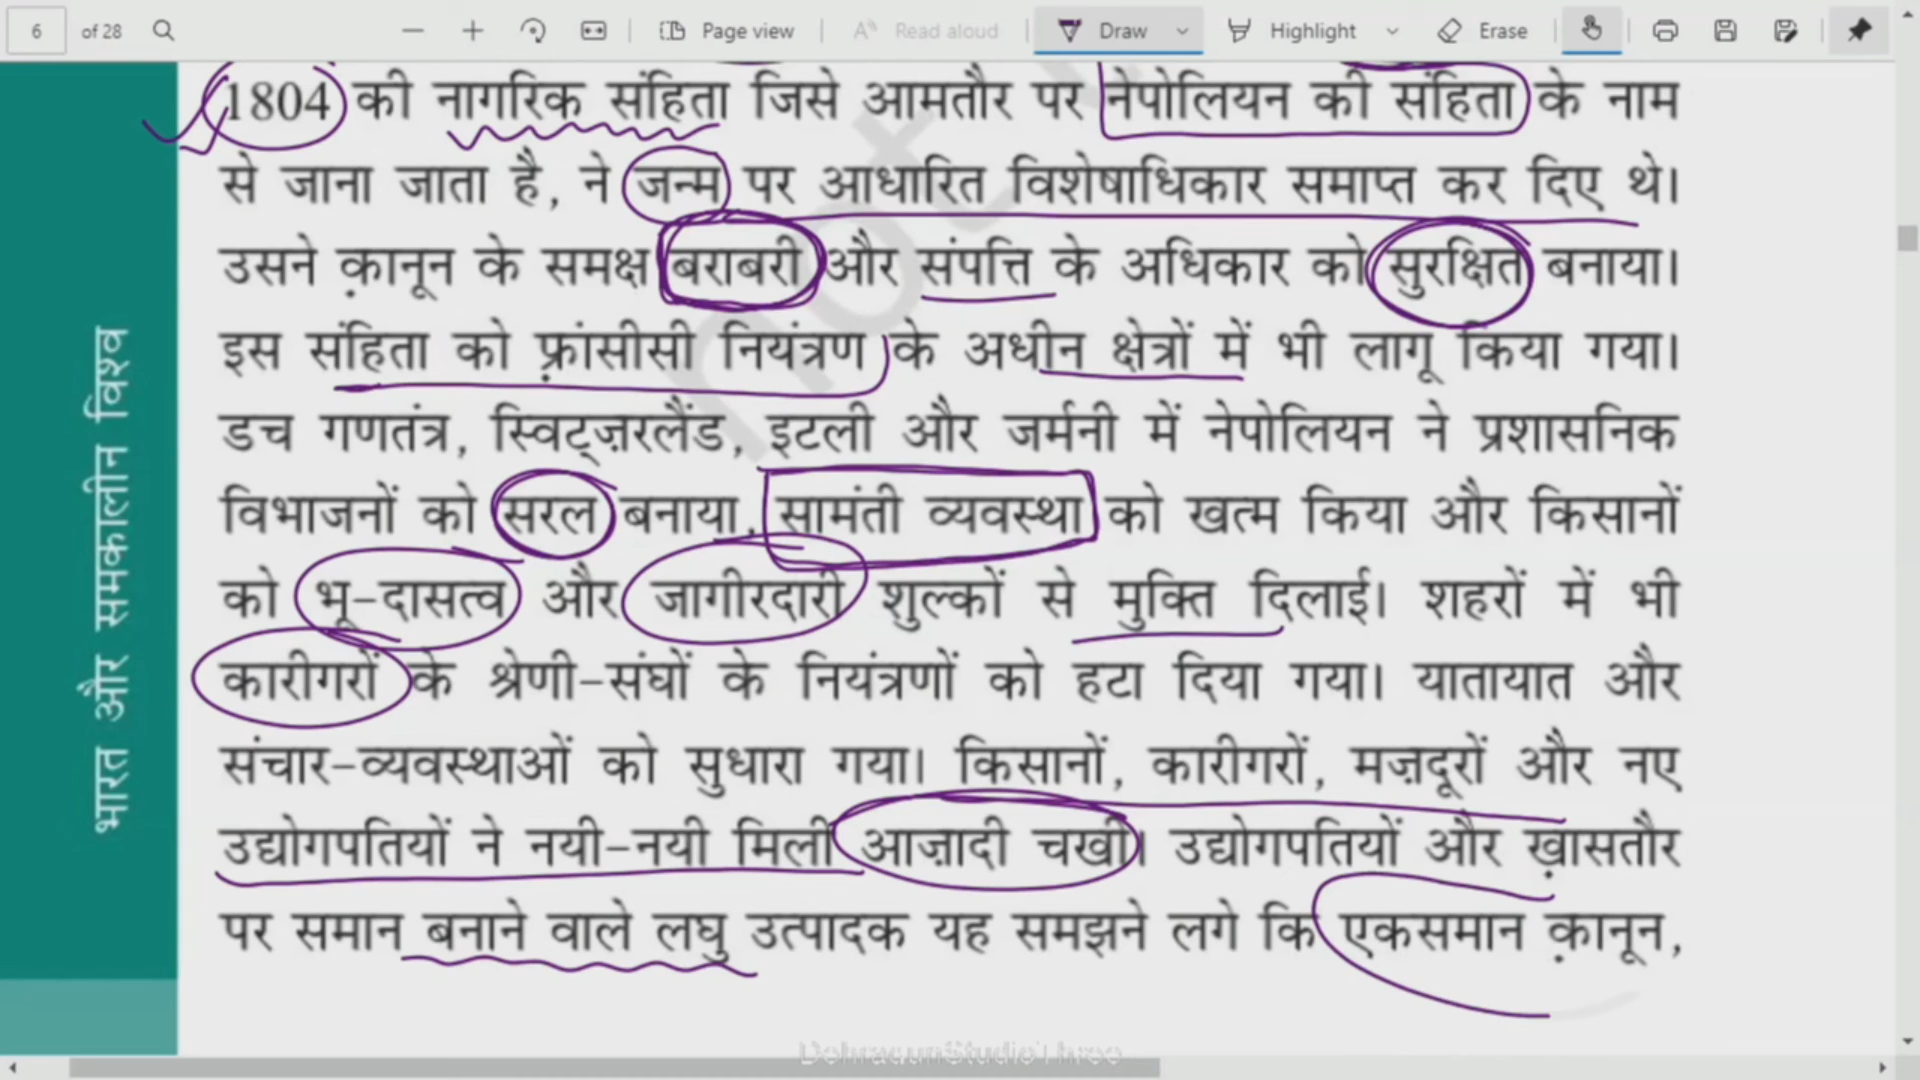 6 of 28 Page view Read aloud Draw Highlight Erase
1804 की नागरिक संहिता जिसे आमतौर पर नेपोलियन की संहिता के नाम
से जाना जाता है, ने जन्म पर आधारित विशेषाधिकार समाप्त कर दिए थे।
उसने क़ानून के समक्ष बराबरी और संपत्ति के अधिकार को सुरक्षित बनाया।
इस संहिता को फ़्रांसीसी नियंत्रण के अधीन क्षेत्रों में भी लागू किया गया।
डच गणतंत्र, स्विट्ज़रलैंड, इटली और जर्मनी में नेपोलियन ने प्रशासनिक
विभाजनों को सरल बनाया, सामंती व्यवस्था को खत्म किया और किसानों
को भू-दासत्व और जागीरदारी शुल्कों से मुक्ति दिलाई। शहरों में भी
कारीगरों के श्रेणी-संघों के नियंत्रणों को हटा दिया गया। यातायात और
संचार-व्यवस्थाओं को सुधारा गया। किसानों, कारीगरों, मज़दूरों और नए
उद्योगपतियों ने नयी-नयी मिली आज़ादी चखी। उद्योगपतियों और ख़ासतौर
पर समान बनाने वाले लघु उत्पादक यह समझने लगे कि एकसमान क़ानून,
भारत और समकालीन विश्व
not